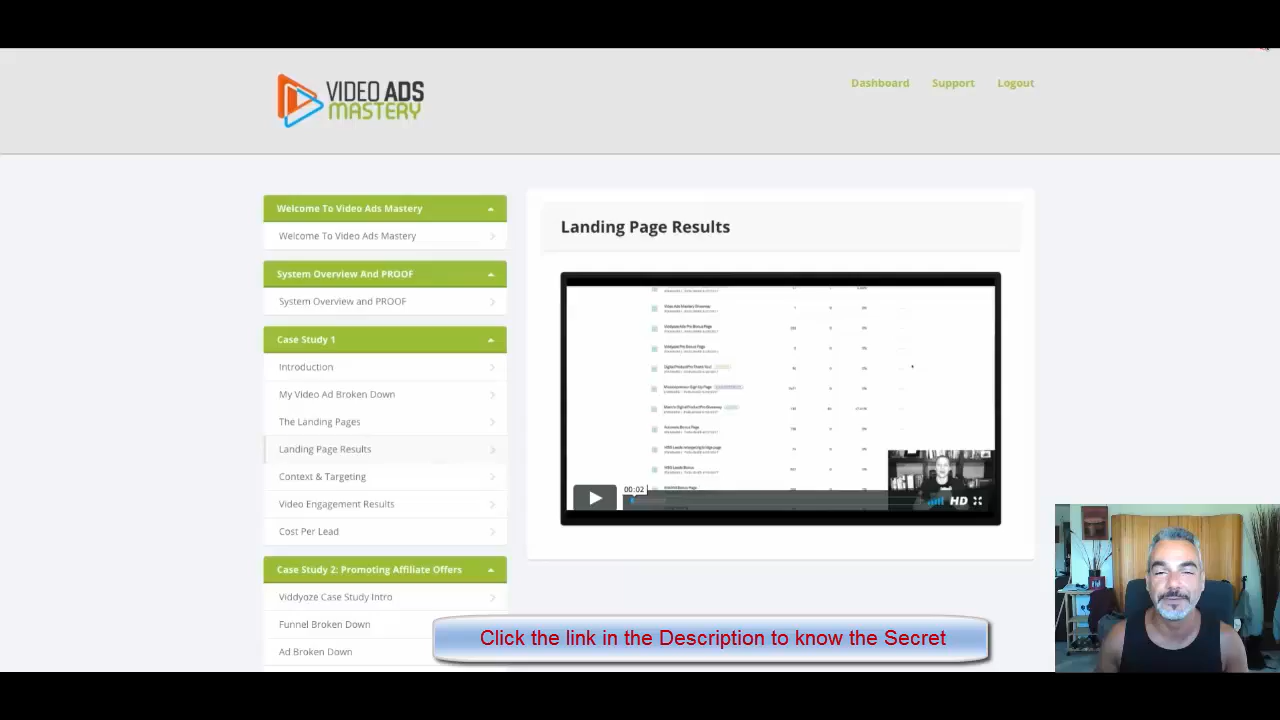 VIDEO ADS
MASTERY
Dashboard Support Logout
Welcome To Video Ads Mastery
Welcome To Video Ads Mastery
System Overview And PROOF
System Overview and PROOF
Case Study 1
Introduction
My Video Ad Broken Down
The Landing Pages
Landing Page Results
Context & Targeting
Video Engagement Results
Cost Per Lead
Case Study 2: Promoting Affiliate Offers
Viddyoze Case Study Intro
Funnel Broken Down
Ad Broken Down
Landing Page Results
00:02
HD
Click the link in the Description to know the Secret